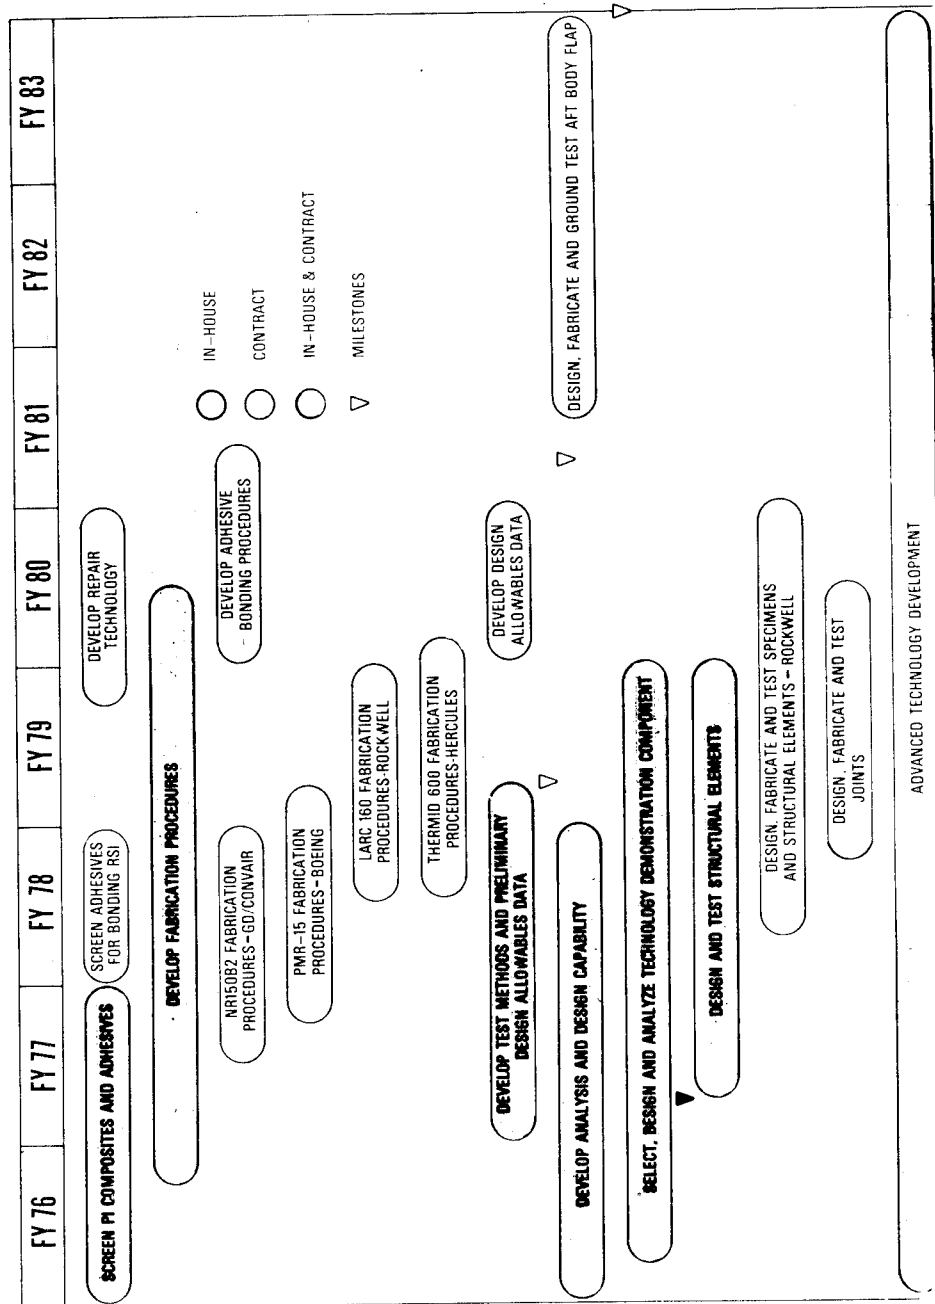 FY 76
FY 77
FY 78
FY 79
FY 80
FY 81
FY 82
FY 83
SCREEN PI COMPOSITES AND ADHESIVES
SCREEN ADHESIVES
FOR BONDING RSI
DEVELOP REPAIR
TECHNOLOGY
DEVELOP FABRICATION PROCEDURES
NR150B2 FABRICATION
PROCEDURES-GD/CONVAIR
DEVELOP ADHESIVE
BONDING PROCEDURES
IN-HOUSE
CONTRACT
IN-HOUSE & CONTRACT
MILESTONES
PMR-15 FABRICATION
PROCEDURES-BOEING
LARC 160 FABRICATION
PROCEDURES-ROCKWELL
THERMID 600 FABRICATION
PROCEDURES-HERCULES
DEVELOP TEST METHODS AND PRELIMINARY
DESIGN ALLOWABLES DATA
DEVELOP DESIGN
ALLOWABLES DATA
DEVELOP ANALYSIS AND DESIGN CAPABILITY
DESIGN, FABRICATE AND GROUND TEST AFT BODY FLAP
SELECT, DESIGN AND ANALYZE TECHNOLOGY DEMONSTRATION COMPONENT
DESIGN AND TEST STRUCTURAL ELEMENTS
DESIGN, FABRICATE AND TEST SPECIMENS
AND STRUCTURAL ELEMENTS-ROCKWELL
DESIGN, FABRICATE AND TEST
JOINTS
ADVANCED TECHNOLOGY DEVELOPMENT